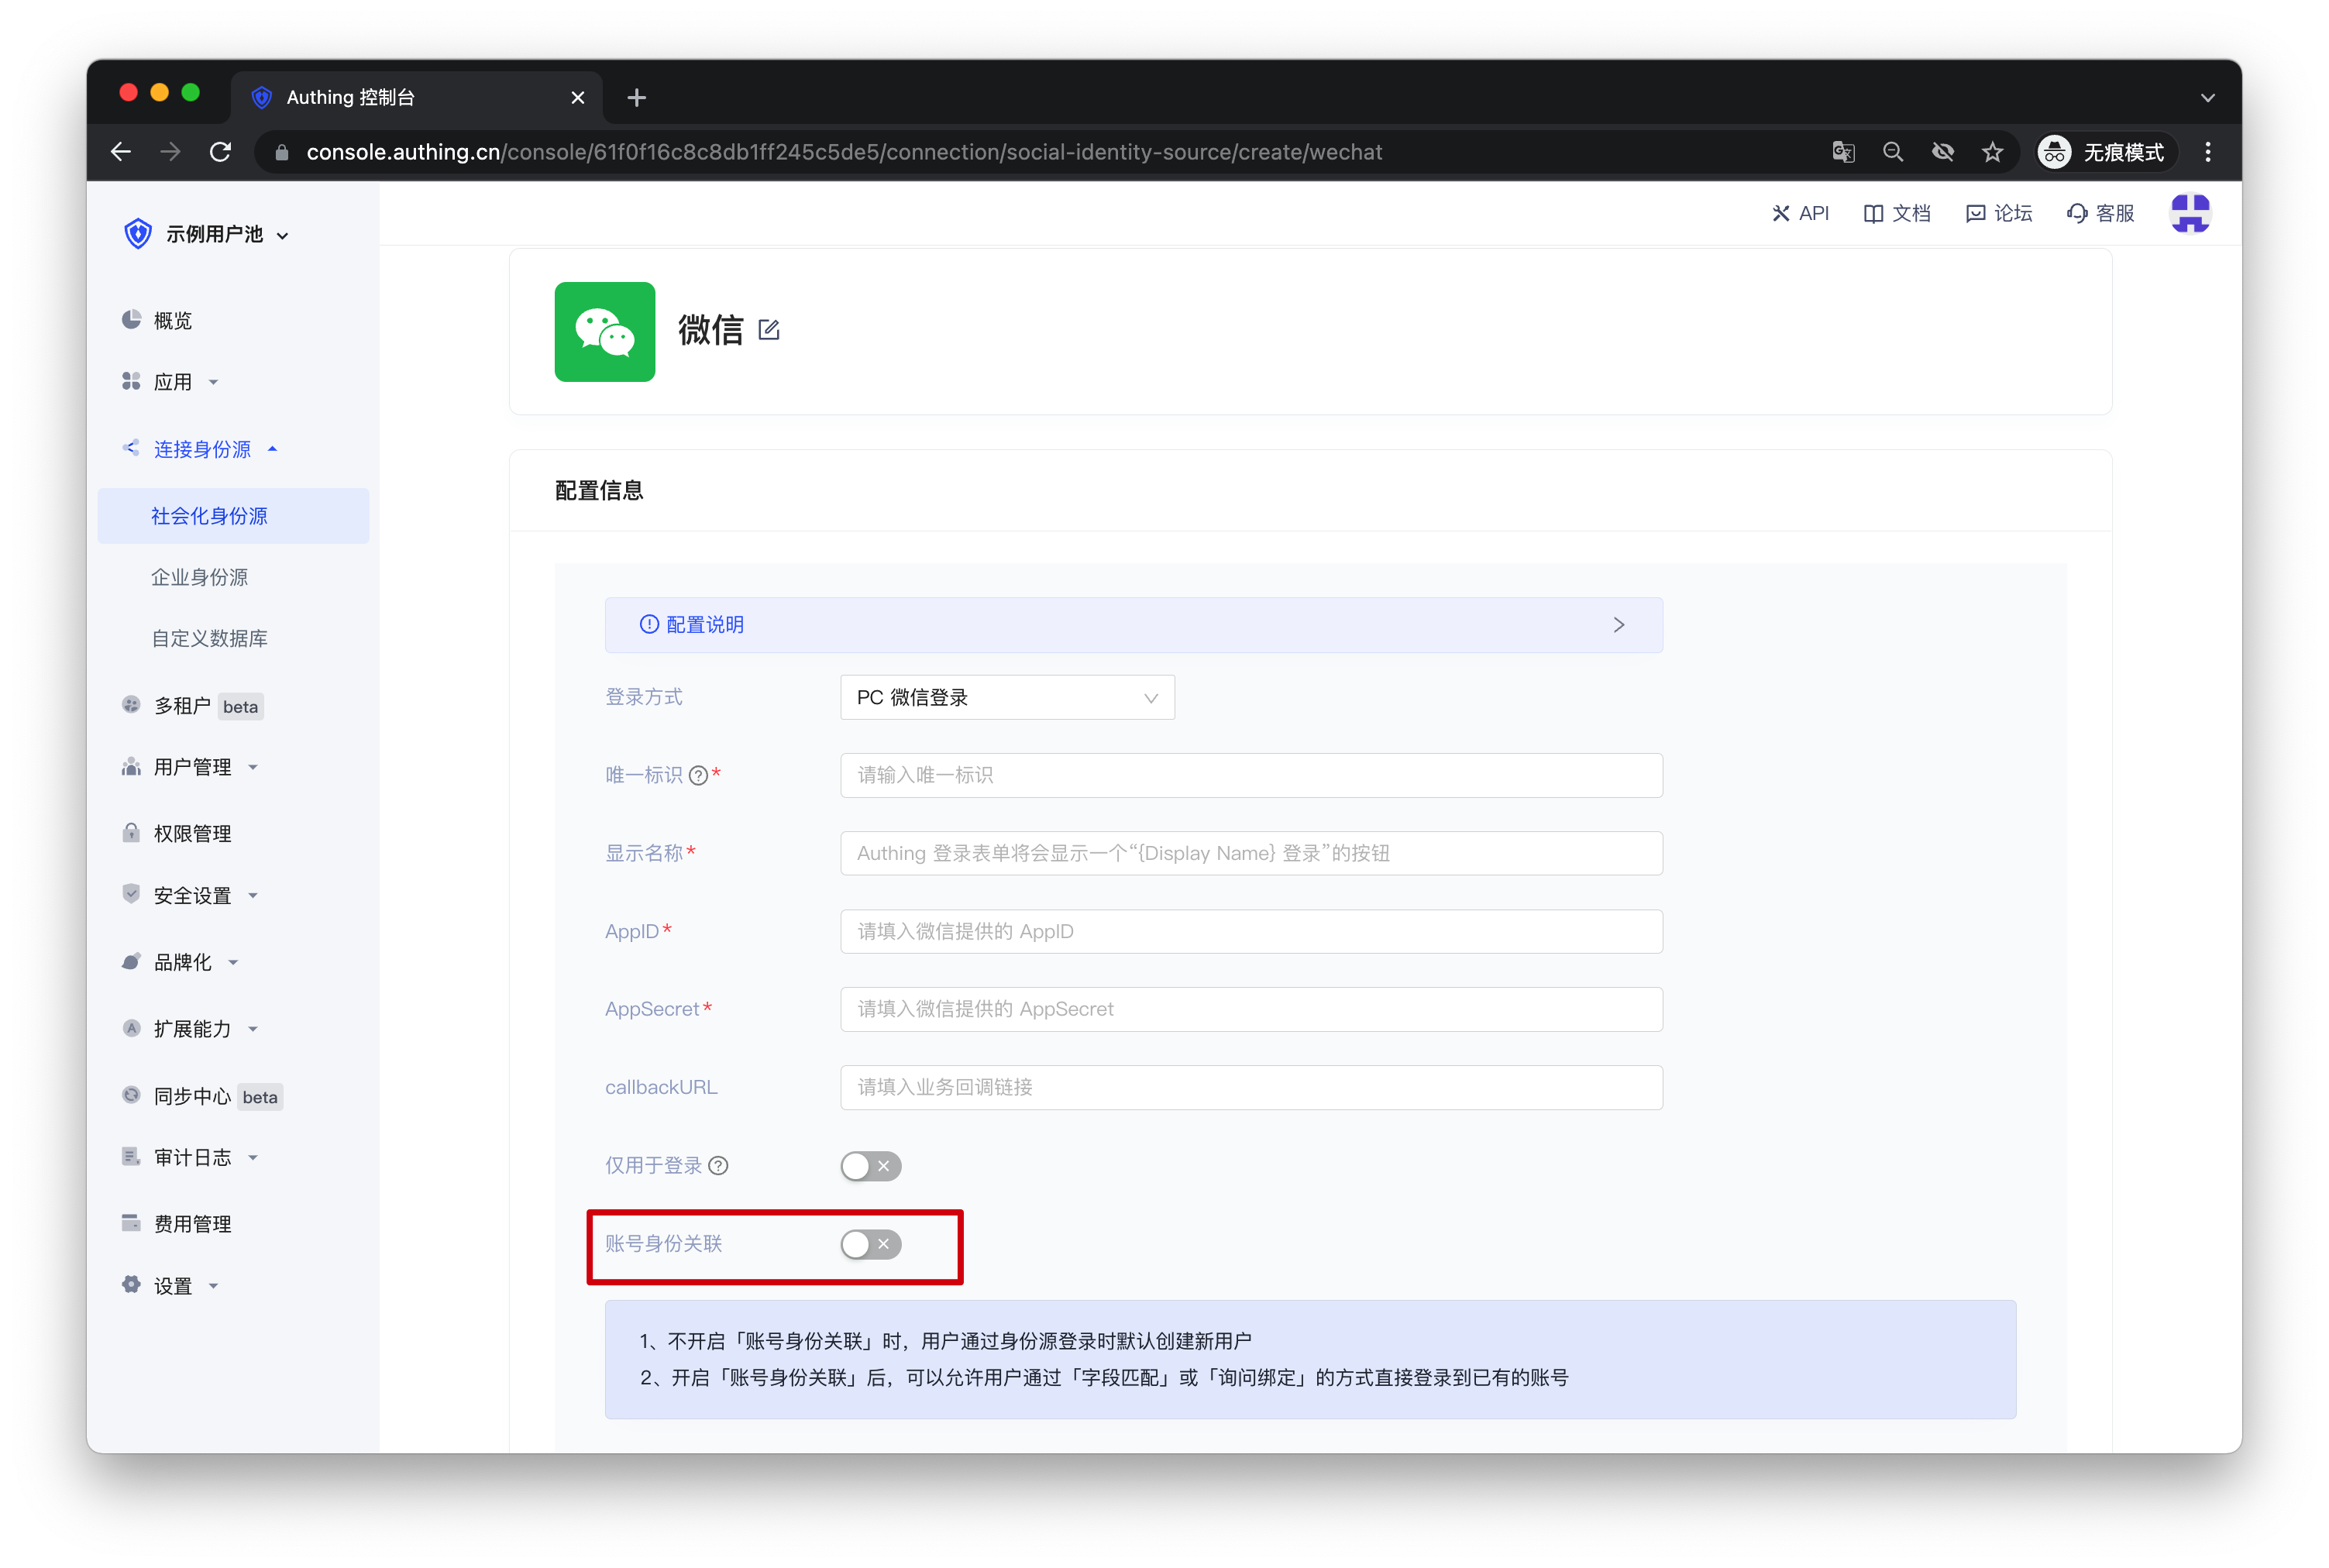 Authing 控制台
console.authing.cn/console/61f0f16c8c8db1ff245c5de5/connection/social-identity-source/create/wechat
无痕模式
示例用户池
API
文档
论坛
客服
概览
应用
连接身份源
社会化身份源
企业身份源
自定义数据库
多租户 beta
用户管理
权限管理
安全设置
品牌化
扩展能力
同步中心 beta
审计日志
费用管理
设置
微信
配置信息
配置说明
登录方式
PC 微信登录
唯一标识 *
请输入唯一标识
显示名称 *
Authing 登录表单将会显示一个“{Display Name} 登录”的按钮
AppID *
请填入微信提供的 AppID
AppSecret *
请填入微信提供的 AppSecret
callbackURL
请填入业务回调链接
仅用于登录
账号身份关联
1、不开启「账号身份关联」时，用户通过身份源登录时默认创建新用户
2、开启「账号身份关联」后，可以允许用户通过「字段匹配」或「询问绑定」的方式直接登录到已有的账号